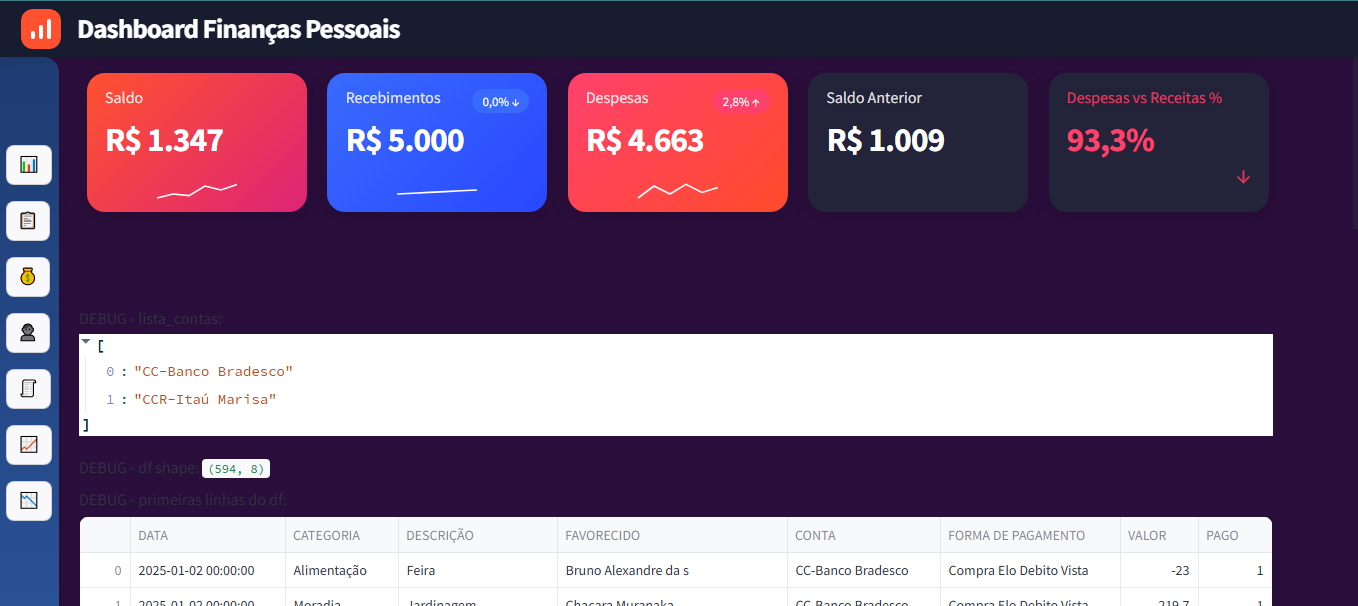 Dashboard Finanças Pessoais
Saldo
R$ 1.347
Recebimentos
0,0% ↓
R$ 5.000
Despesas
2,8% ↑
R$ 4.663
Saldo Anterior
R$ 1.009
Despesas vs Receitas %
93,3%
↓
DEBUG - lista_contas:
[
0 : "CC-Banco Bradesco"
1 : "CCR-Itaú Marisa"
]
DEBUG - df shape: (594, 8)
DEBUG - primeiras linhas do df:
DATA CATEGORIA DESCRIÇÃO FAVORECIDO CONTA FORMA DE PAGAMENTO VALOR PAGO
0 2025-01-02 00:00:00 Alimentação Feira Bruno Alexandre da s CC-Banco Bradesco Compra Elo Debito Vista -23 1
1 2025-01-02 00:00:00 Moradia Jardinagem Chacara Muranaka CC-Banco Bradesco Compra Elo Debito Vista -219.7 1